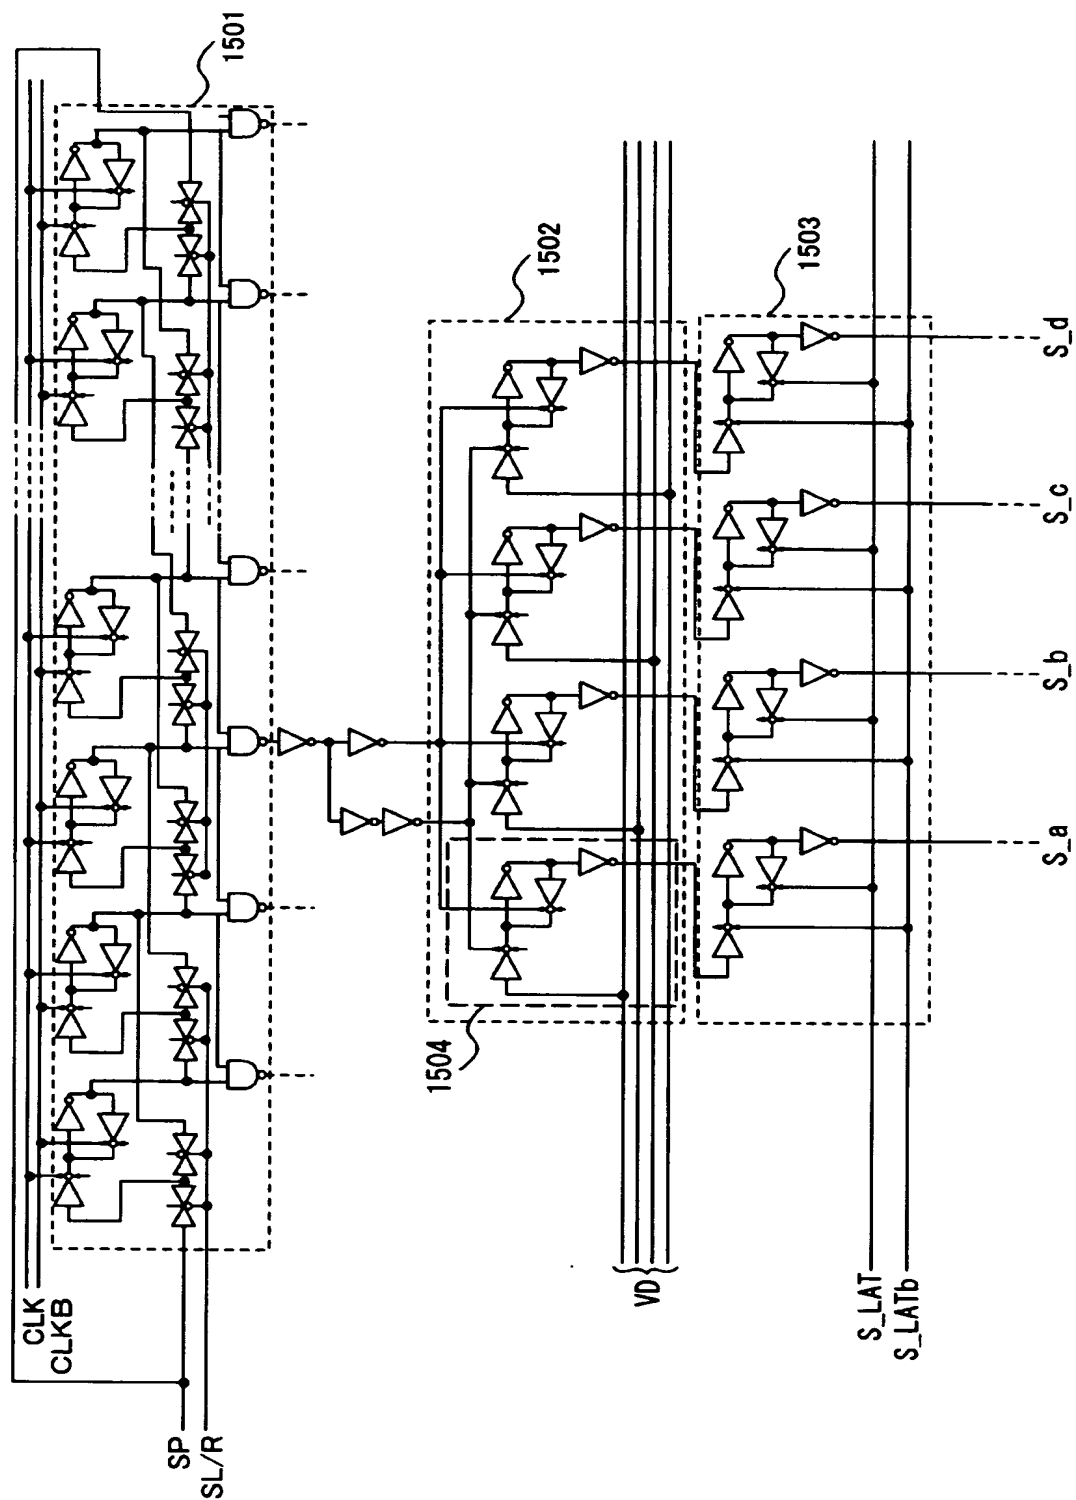 CLK
CLKB
SP
SL/R
1501
1502
1503
1504
VD
S_LAT
S_LATb
S_a
S_b
S_c
S_d